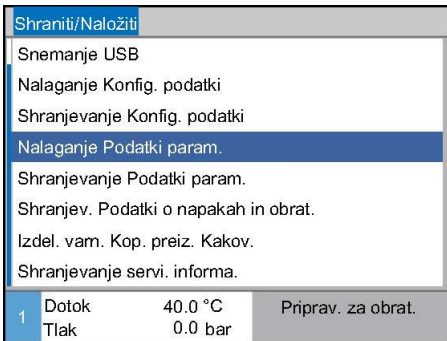 Shraniti/Naložiti
Snemanje USB
Nalaganje Konfig. podatki
Shranjevanje Konfig. podatki
Nalaganje Podatki param.
Shranjevanje Podatki param.
Shranjev. Podatki o napakah in obrat.
Izdel. varn. Kop. preiz. Kakov.
Shranjevanje servi. informa.
1 Dotok 40.0 °C Priprav. za obrat.
Tlak 0.0 bar